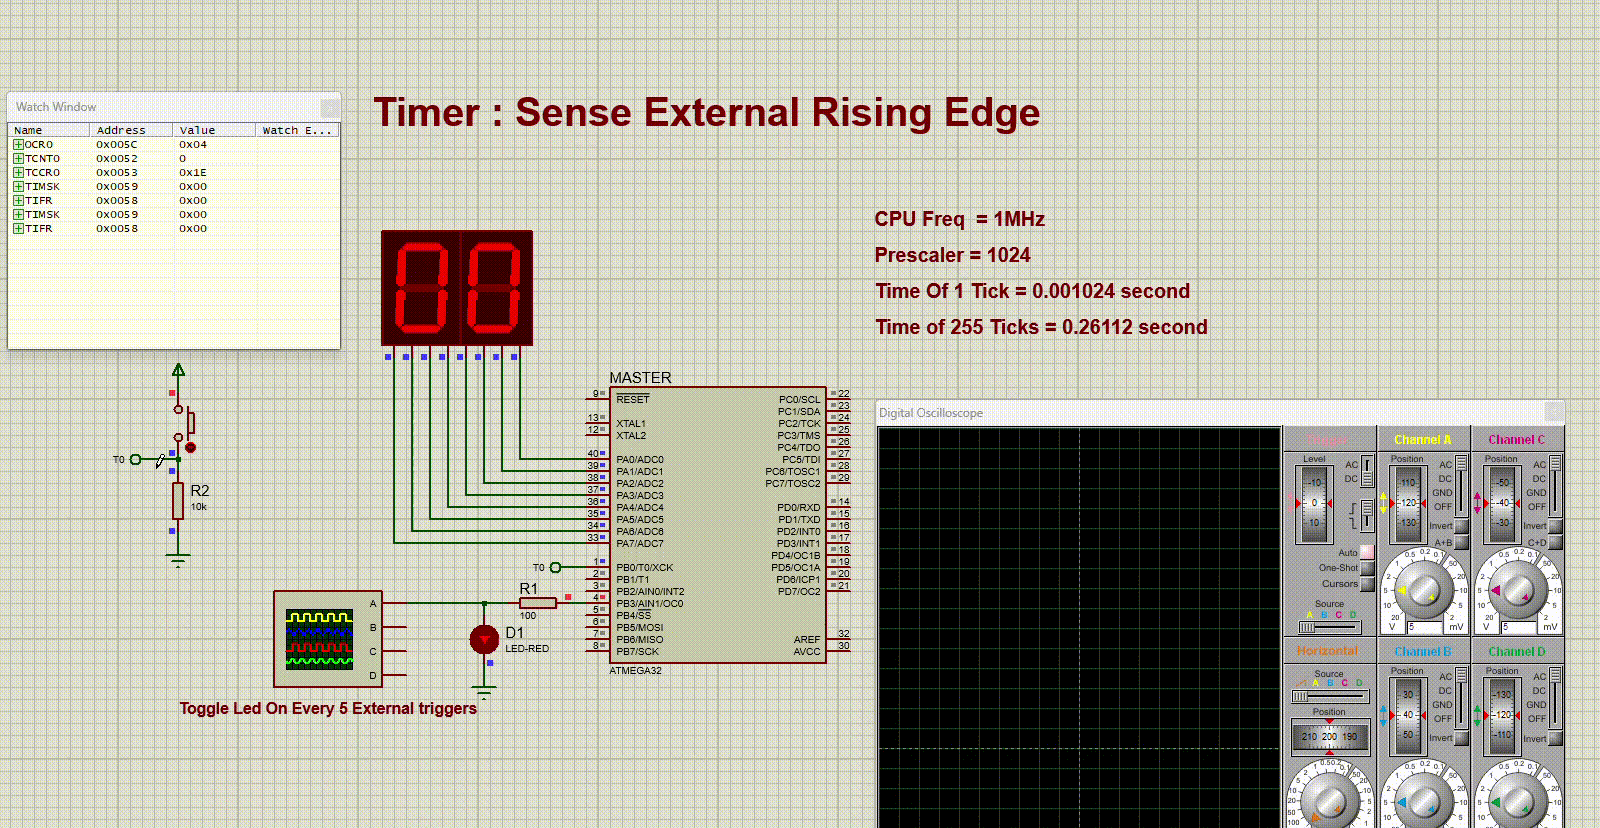 Timer : Sense External Rising Edge
Watch Window
Name Address Value Watch E...
OCR0 0x005C 0x04
TCNT0 0x0052 0
TCCR0 0x0053 0x1E
TIMSK 0x0059 0x00
TIFR 0x0058 0x00
TIMSK 0x0059 0x00
TIFR 0x0058 0x00
00
CPU Freq = 1MHz
Prescaler = 1024
Time Of 1 Tick = 0.001024 second
Time of 255 Ticks = 0.26112 second
T0
R2
10k
MASTER
9 RESET PC0/SCL 22
PC1/SDA 23
13 XTAL1 PC2/TCK 24
12 XTAL2 PC3/TMS 25
PC4/TDO 26
40 PA0/ADC0 PC5/TDI 27
39 PA1/ADC1 PC6/TOSC1 28
38 PA2/ADC2 PC7/TOSC2 29
37 PA3/ADC3
36 PA4/ADC4 PD0/RXD 14
35 PA5/ADC5 PD1/TXD 15
34 PA6/ADC6 PD2/INT0 16
33 PA7/ADC7 PD3/INT1 17
PD4/OC1B 18
T0 1 PB0/T0/XCK PD5/OC1A 19
2 PB1/T1 PD6/ICP1 20
3 PB2/AIN0/INT2 PD7/OC2 21
4 PB3/AIN1/OC0
5 PB4/SS
6 PB5/MOSI
7 PB6/MISO AREF 32
8 PB7/SCK AVCC 30
ATMEGA32
R1
100
D1
LED-RED
A
B
C
D
Toggle Led On Every 5 External triggers
Digital Oscilloscope
Trigger
Level
-10
0
10
AC
DC
Auto
One-Shot
Cursors
Source
A B C D
Channel A
Position
110
120
130
AC
DC
GND
OFF
Invert
A+B
V 5 mV
Channel C
Position
-50
-40
-30
AC
DC
GND
OFF
Invert
C+D
V 5 mV
Horizontal
Source
A B C D
Position
210 200 190
Channel B
Position
30
40
50
AC
DC
GND
OFF
Invert
Channel D
Position
-130
-120
-110
AC
DC
GND
OFF
Invert